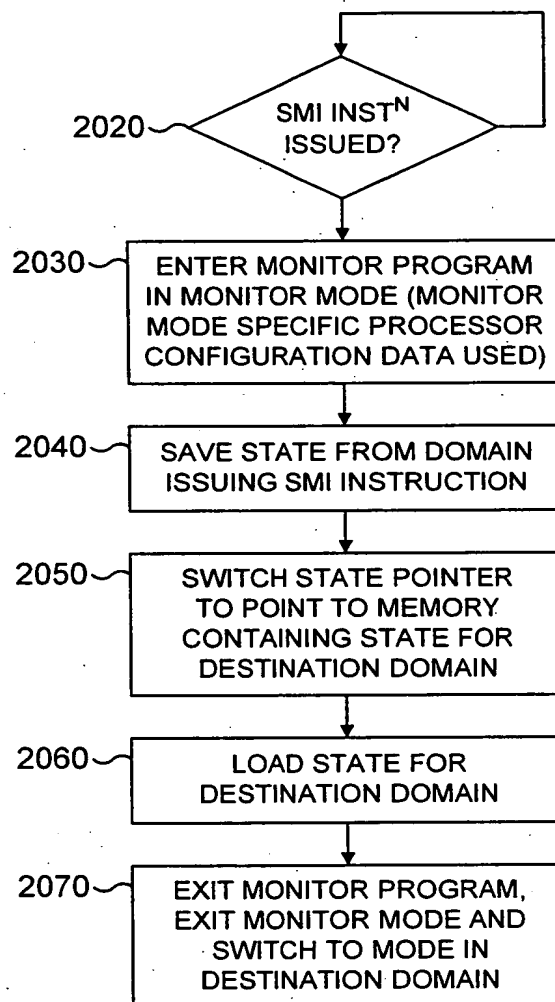 2020
SMI INSTᴺ
ISSUED?
2030
ENTER MONITOR PROGRAM
IN MONITOR MODE (MONITOR
MODE SPECIFIC PROCESSOR
CONFIGURATION DATA USED)
2040
SAVE STATE FROM DOMAIN
ISSUING SMI INSTRUCTION
2050
SWITCH STATE POINTER
TO POINT TO MEMORY
CONTAINING STATE FOR
DESTINATION DOMAIN
2060
LOAD STATE FOR
DESTINATION DOMAIN
2070
EXIT MONITOR PROGRAM,
EXIT MONITOR MODE AND
SWITCH TO MODE IN
DESTINATION DOMAIN